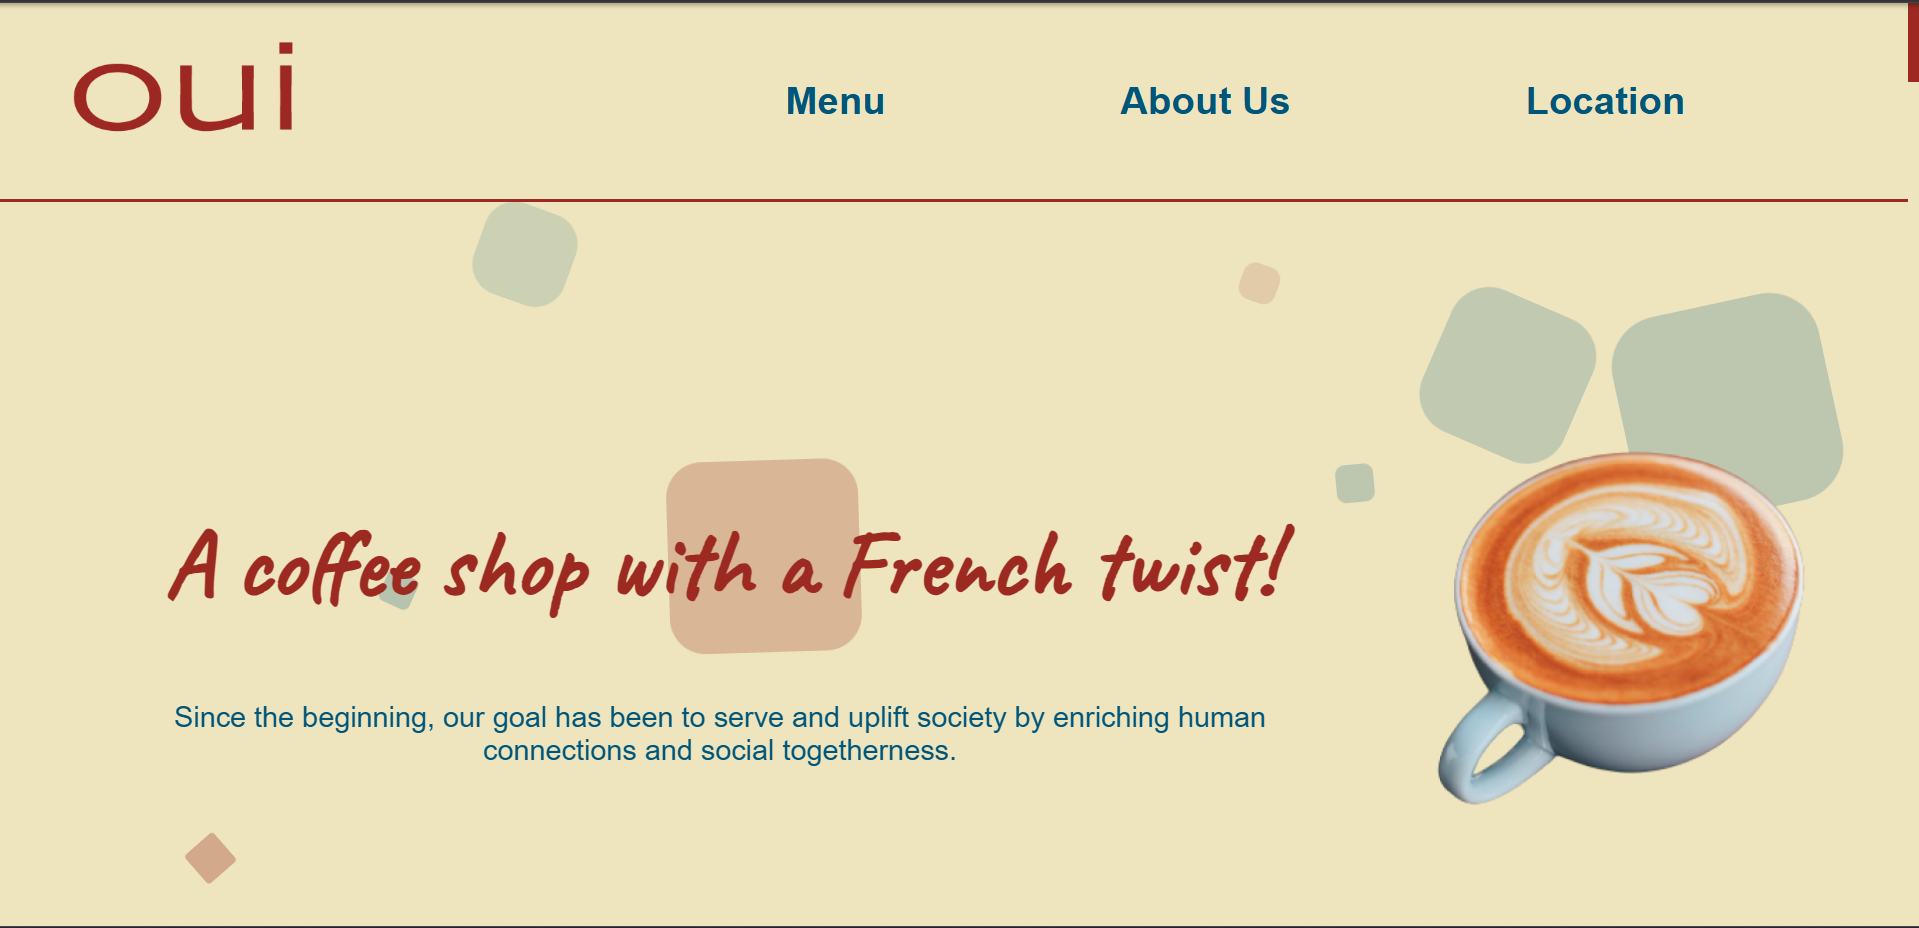 oui
Menu
About Us
Location
A coffee shop with a French twist!
Since the beginning, our goal has been to serve and uplift society by enriching human
connections and social togetherness.